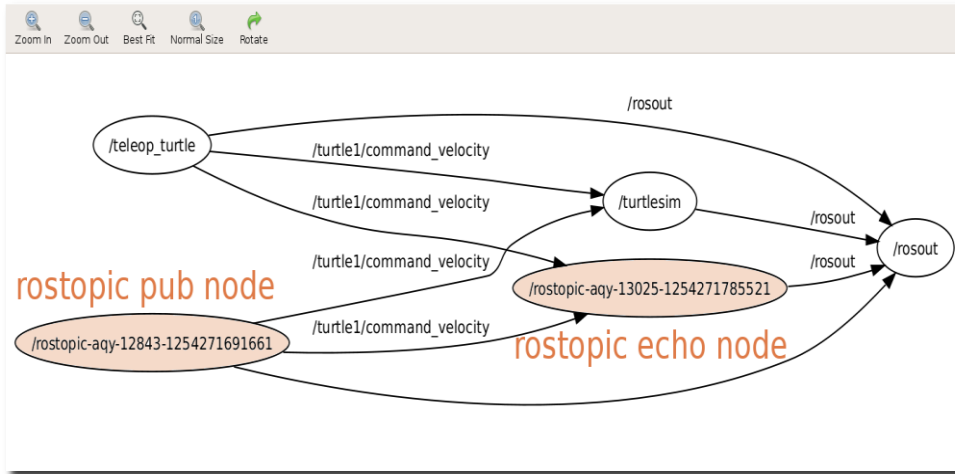 Zoom In Zoom Out Best Fit Normal Size Rotate
/rosout
/teleop_turtle
/turtle1/command_velocity
/turtle1/command_velocity
/turtlesim
/rosout
/rosout
/turtle1/command_velocity
/rosout
rostopic pub node
/rostopic-aqy-13025-1254271785521
/turtle1/command_velocity
/rostopic-aqy-12843-1254271691661
rostopic echo node